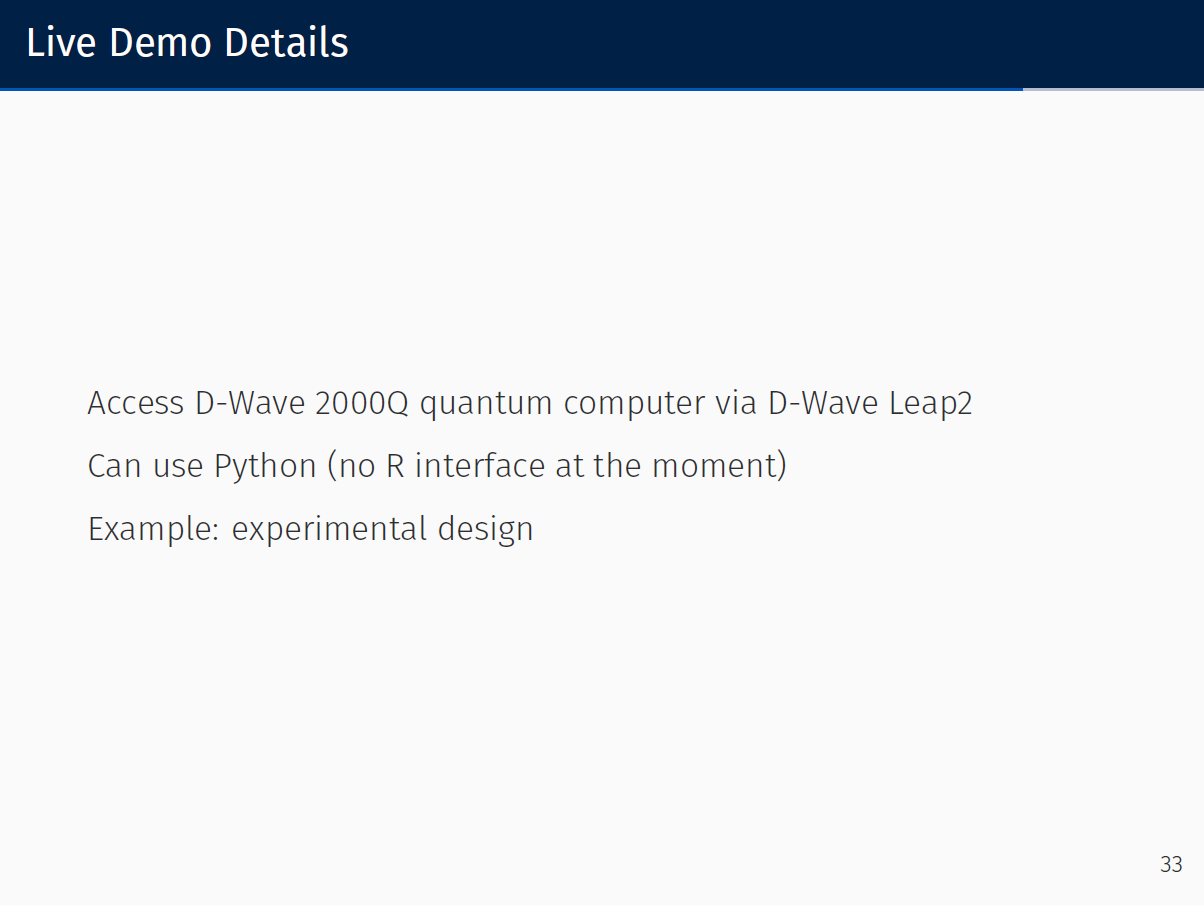 Live Demo Details
Access D-Wave 2000Q quantum computer via D-Wave Leap2
Can use Python (no R interface at the moment)
Example: experimental design
33